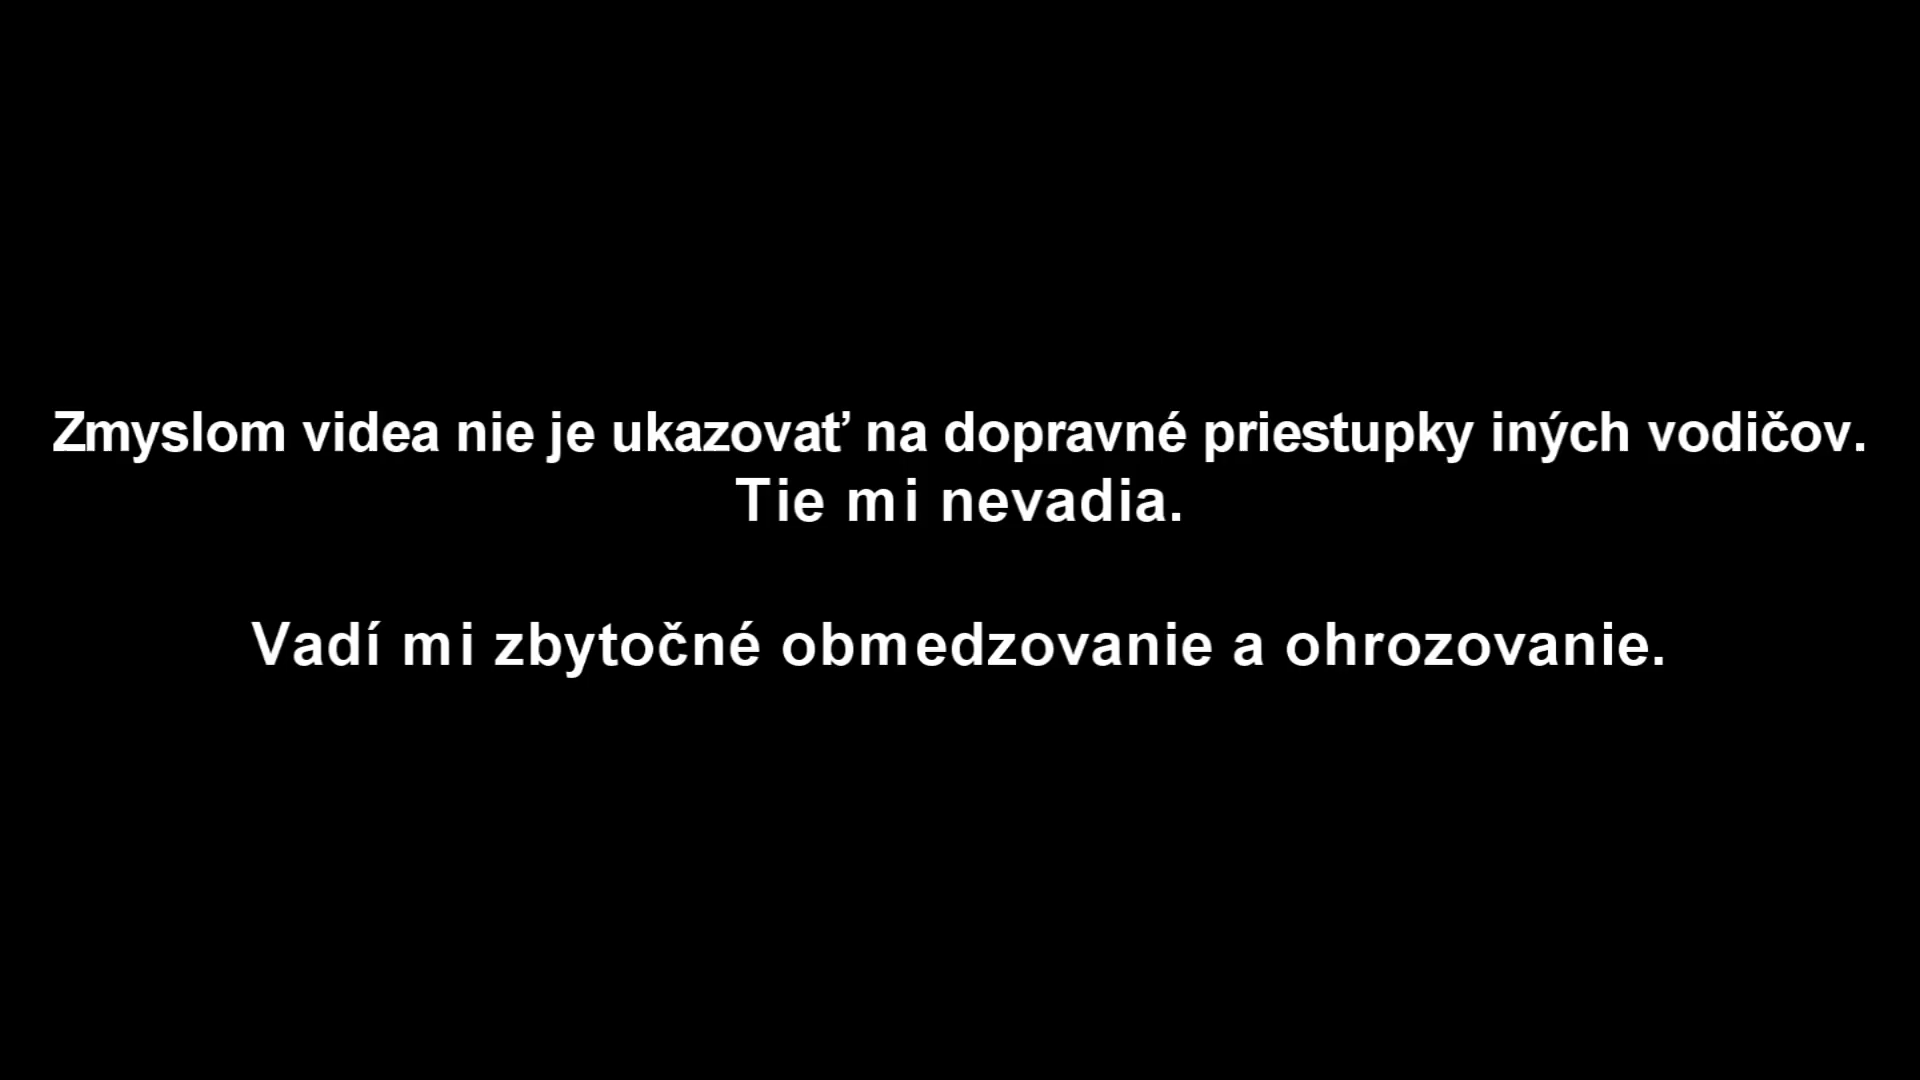 Zmyslom videa nie je ukazovať na dopravné priestupky iných vodičov.
Tie mi nevadia.
Vadí mi zbytočné obmedzovanie a ohrozovanie.